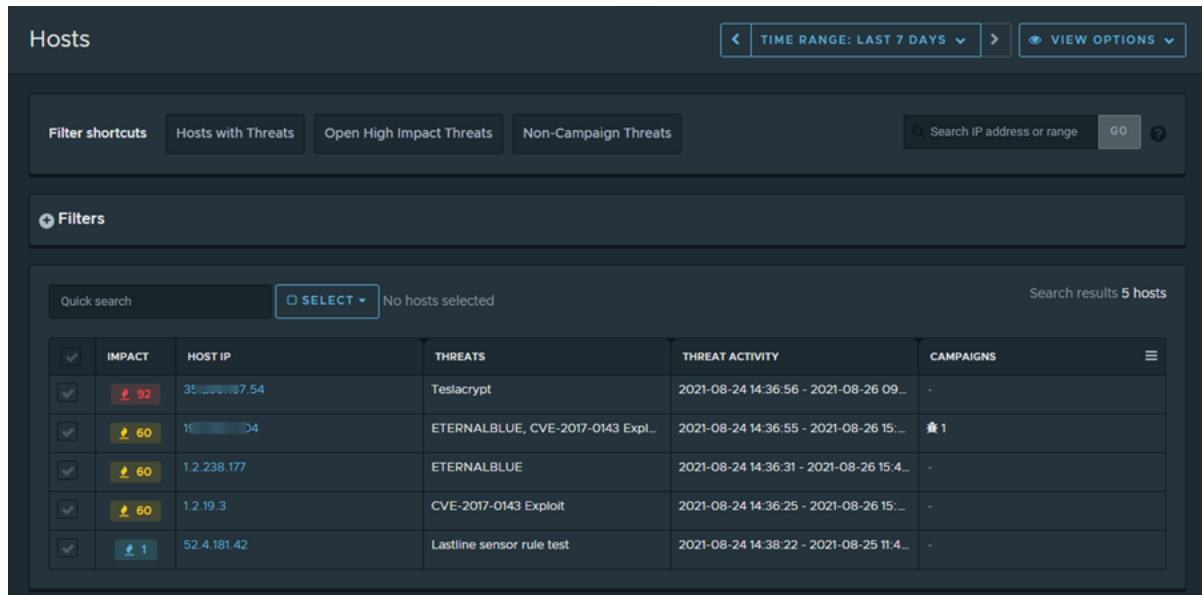 Hosts
TIME RANGE: LAST 7 DAYS
VIEW OPTIONS
Filter shortcuts Hosts with Threats Open High Impact Threats Non-Campaign Threats Search IP address or range GO
Filters
Quick search SELECT No hosts selected Search results 5 hosts
IMPACT HOST IP THREATS THREAT ACTIVITY CAMPAIGNS
92 Teslacrypt 2021-08-24 14:36:56 - 2021-08-26 09... -
60 ETERNALBLUE, CVE-2017-0143 Expl... 2021-08-24 14:36:55 - 2021-08-26 15:... 1
60 1.2.238.177 ETERNALBLUE 2021-08-24 14:36:31 - 2021-08-26 15:4... -
60 1.2.19.3 CVE-2017-0143 Exploit 2021-08-24 14:36:25 - 2021-08-26 15:... -
1 52.4.181.42 Lastline sensor rule test 2021-08-24 14:38:22 - 2021-08-25 11:4... -